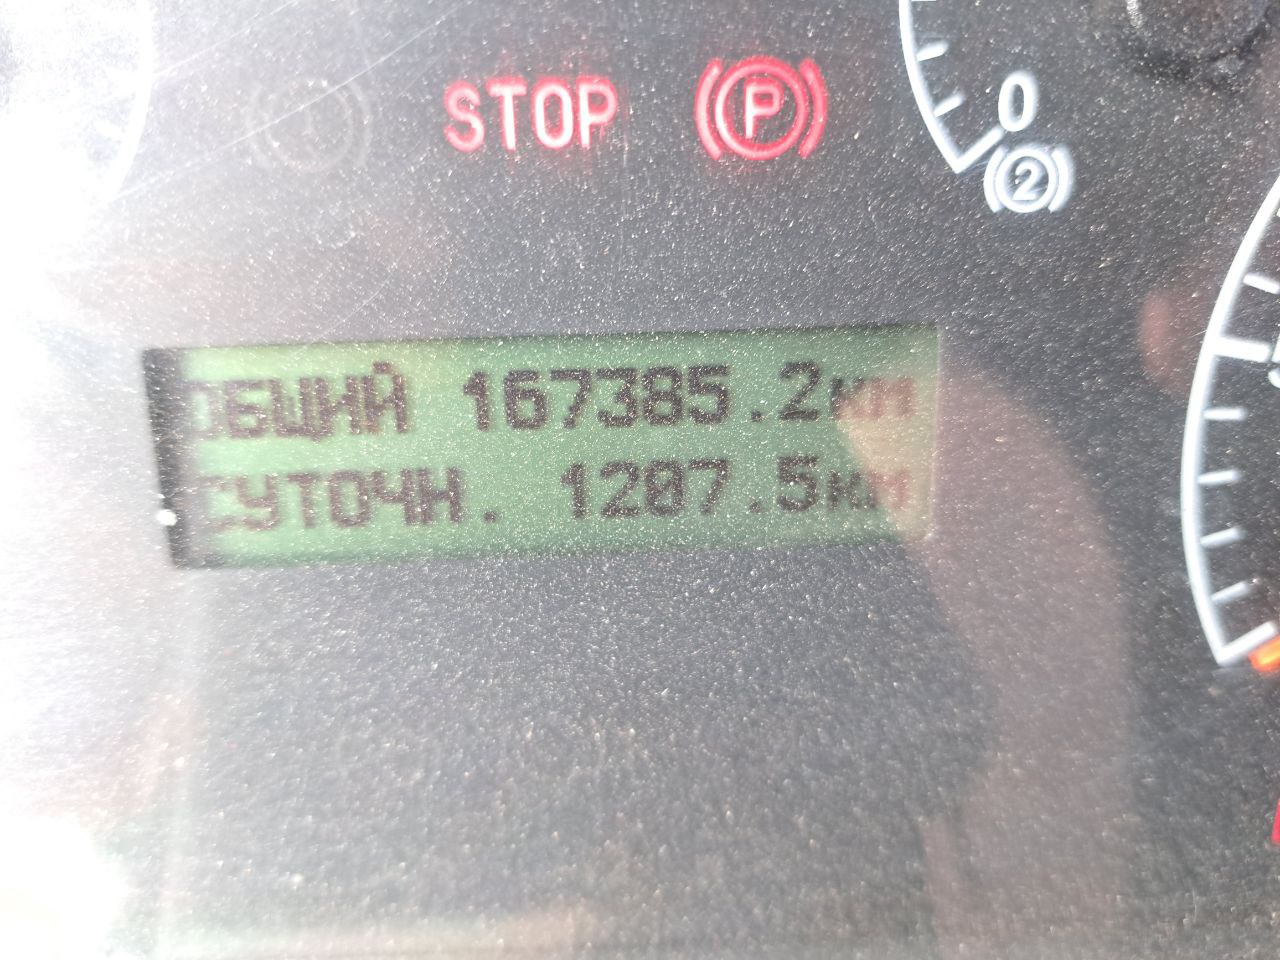 STOP
(P)
0
2
ОБЩИЙ 167385.2км
СУТОЧН. 1207.5км